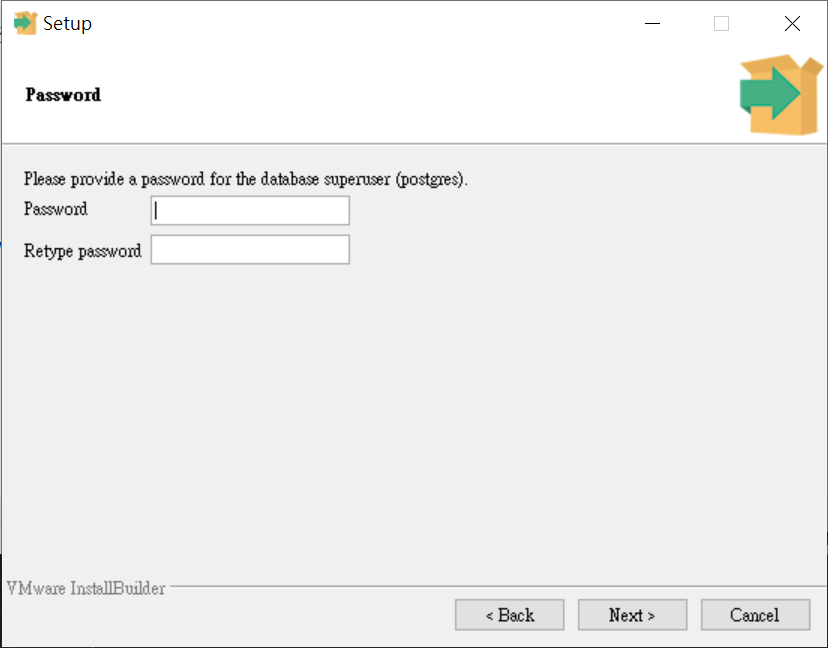 Setup
Password
Please provide a password for the database superuser (postgres).
Password
Retype password
VMware InstallBuilder
< Back
Next >
Cancel